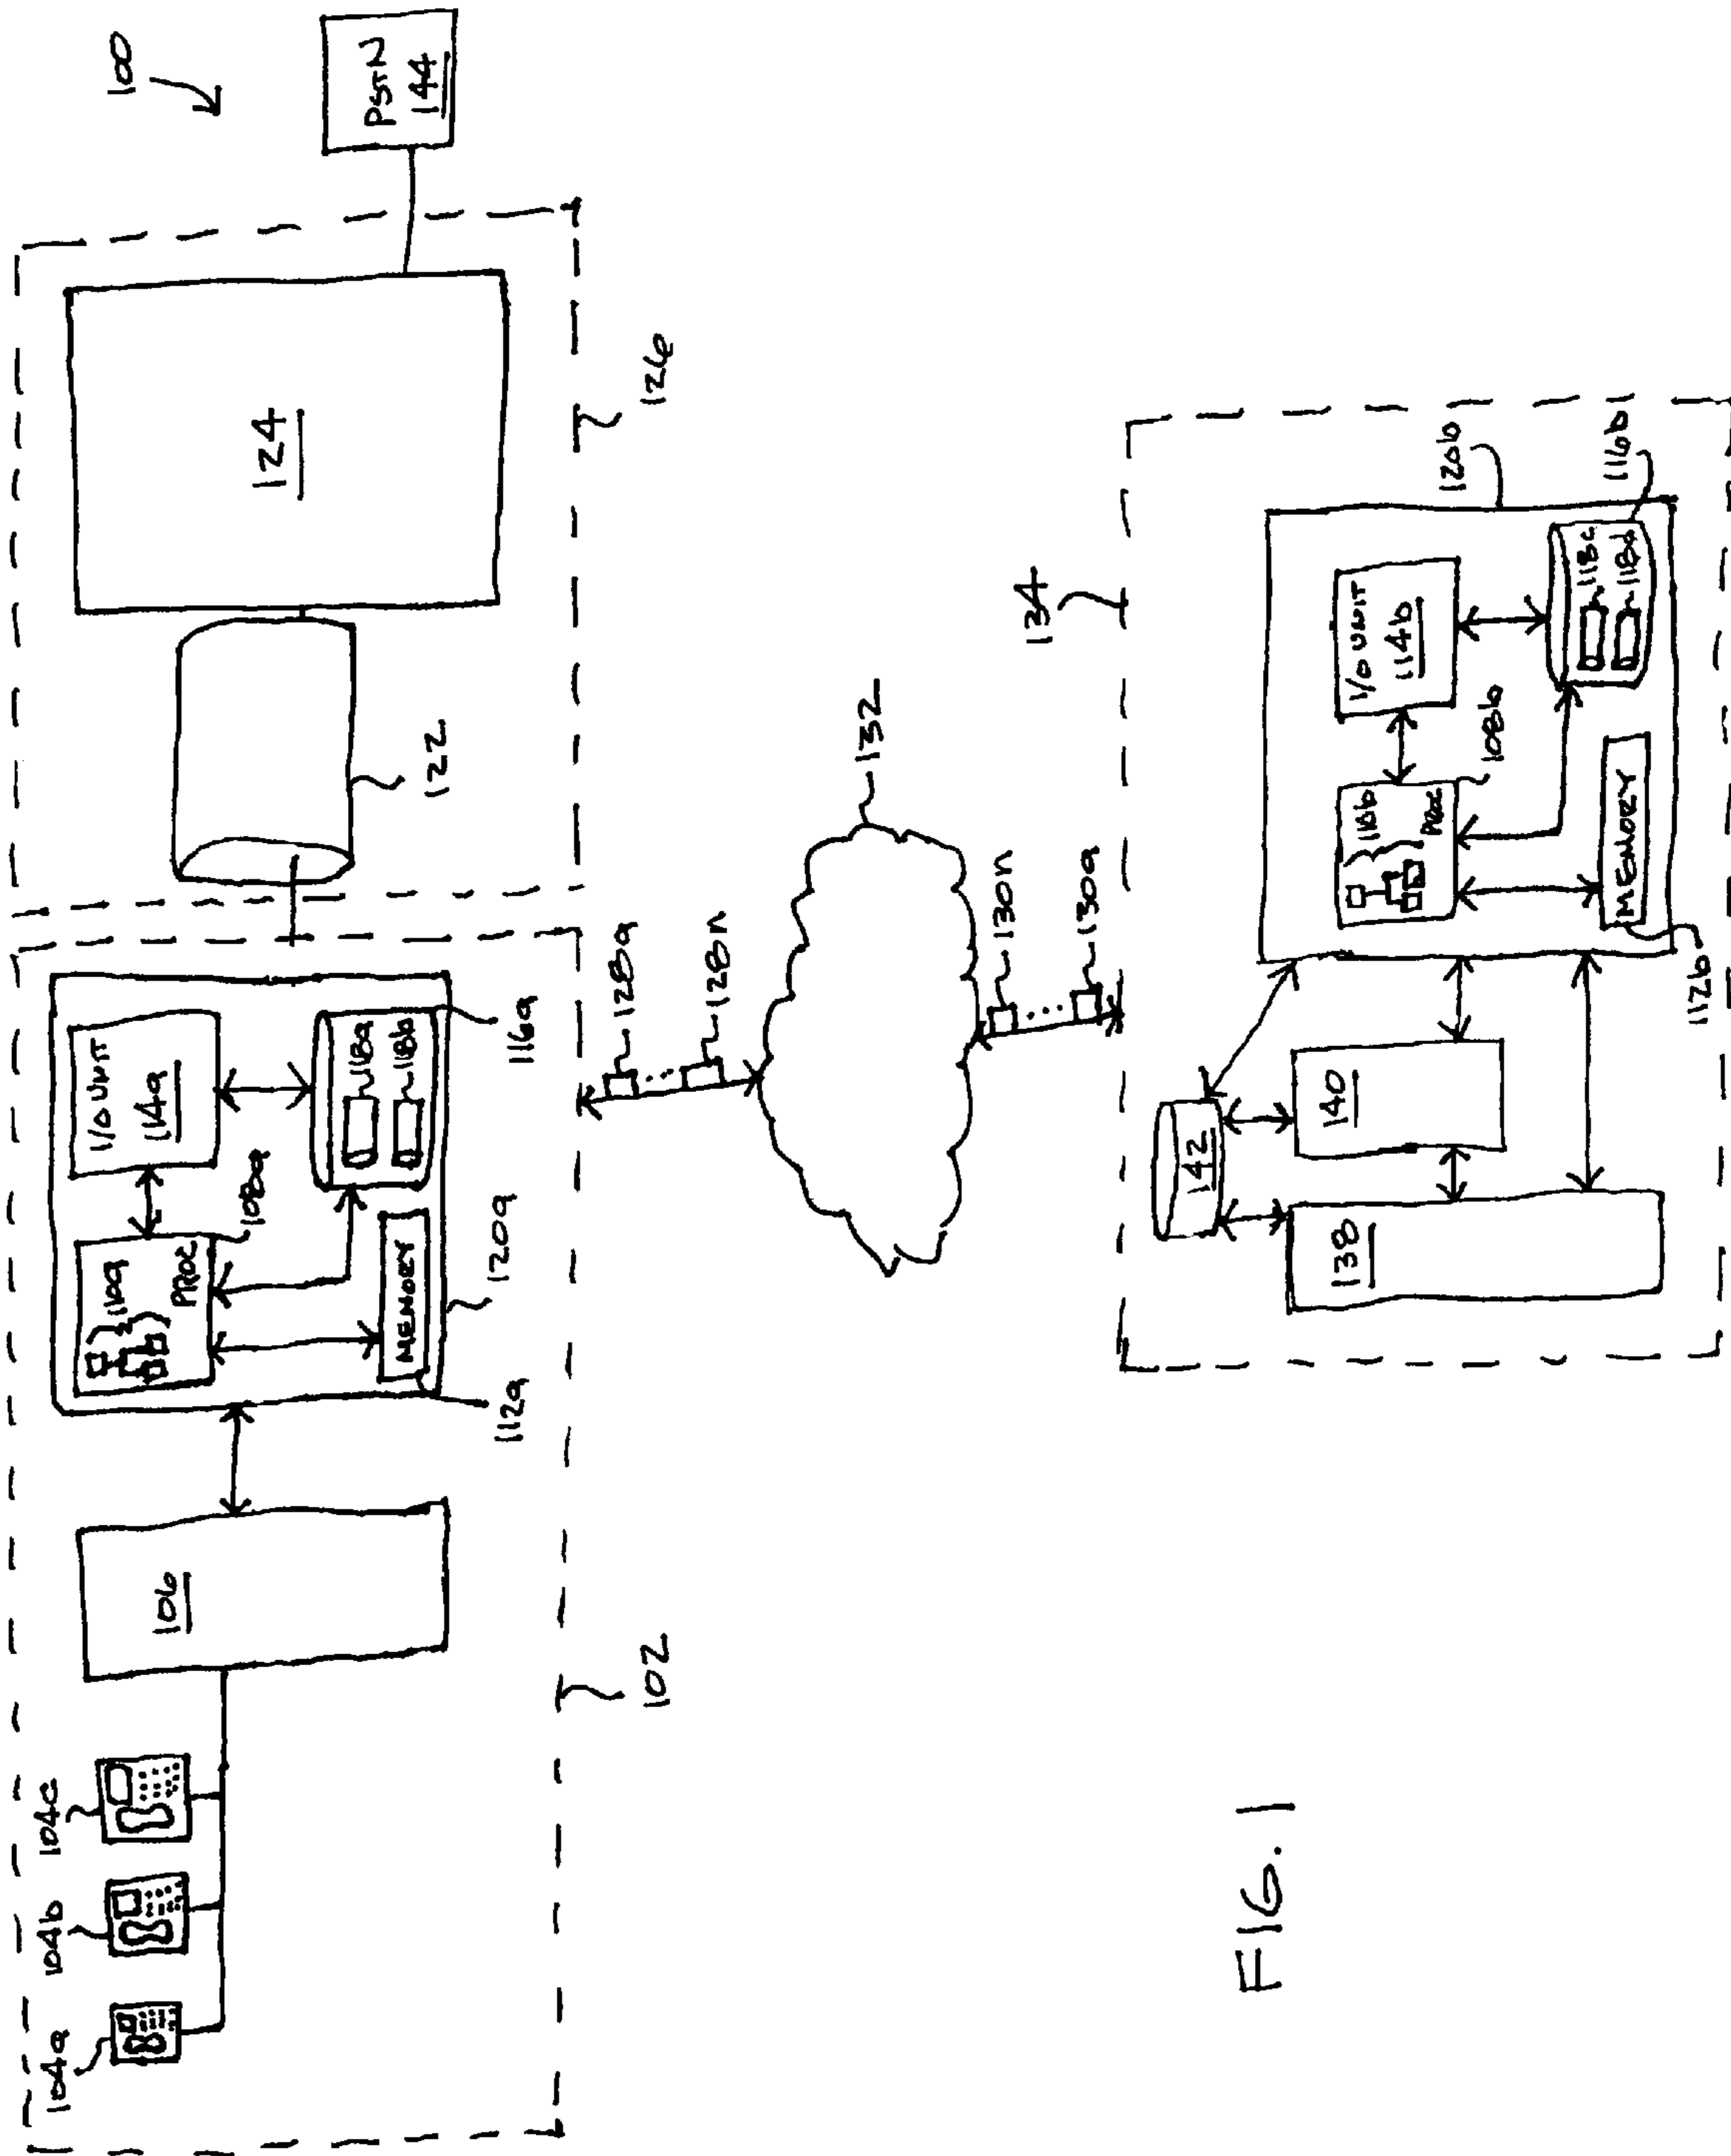 100
104a
104b
104c
106
I/O UNIT
114a
110a
PROC
108a
118a
118b
116a
MEMORY
112a
120a
102
122
124
126
PSTN
144
128a
128n
132
130n
130a
134
142
140
138
I/O UNIT
114b
110b
PROC
108b
118c
118d
116b
120b
MEMORY
112b
FIG. 1